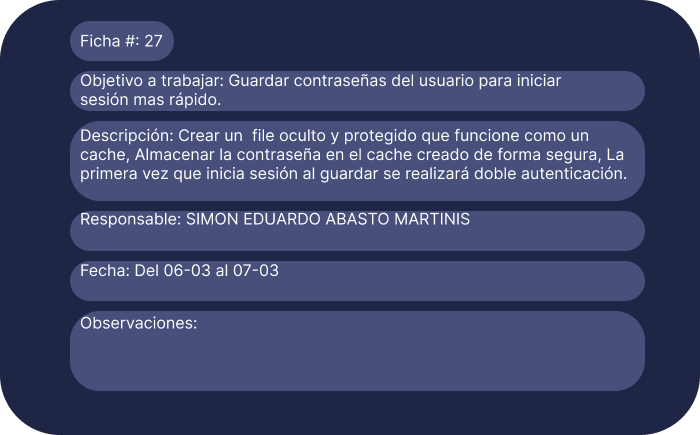 Ficha #: 27
Objetivo a trabajar: Guardar contraseñas del usuario para iniciar
sesión mas rápido.
Descripción: Crear un  file oculto y protegido que funcione como un
cache, Almacenar la contraseña en el cache creado de forma segura, La
primera vez que inicia sesión al guardar se realizará doble autenticación.
Responsable: SIMON EDUARDO ABASTO MARTINIS
Fecha: Del 06-03 al 07-03
Observaciones: